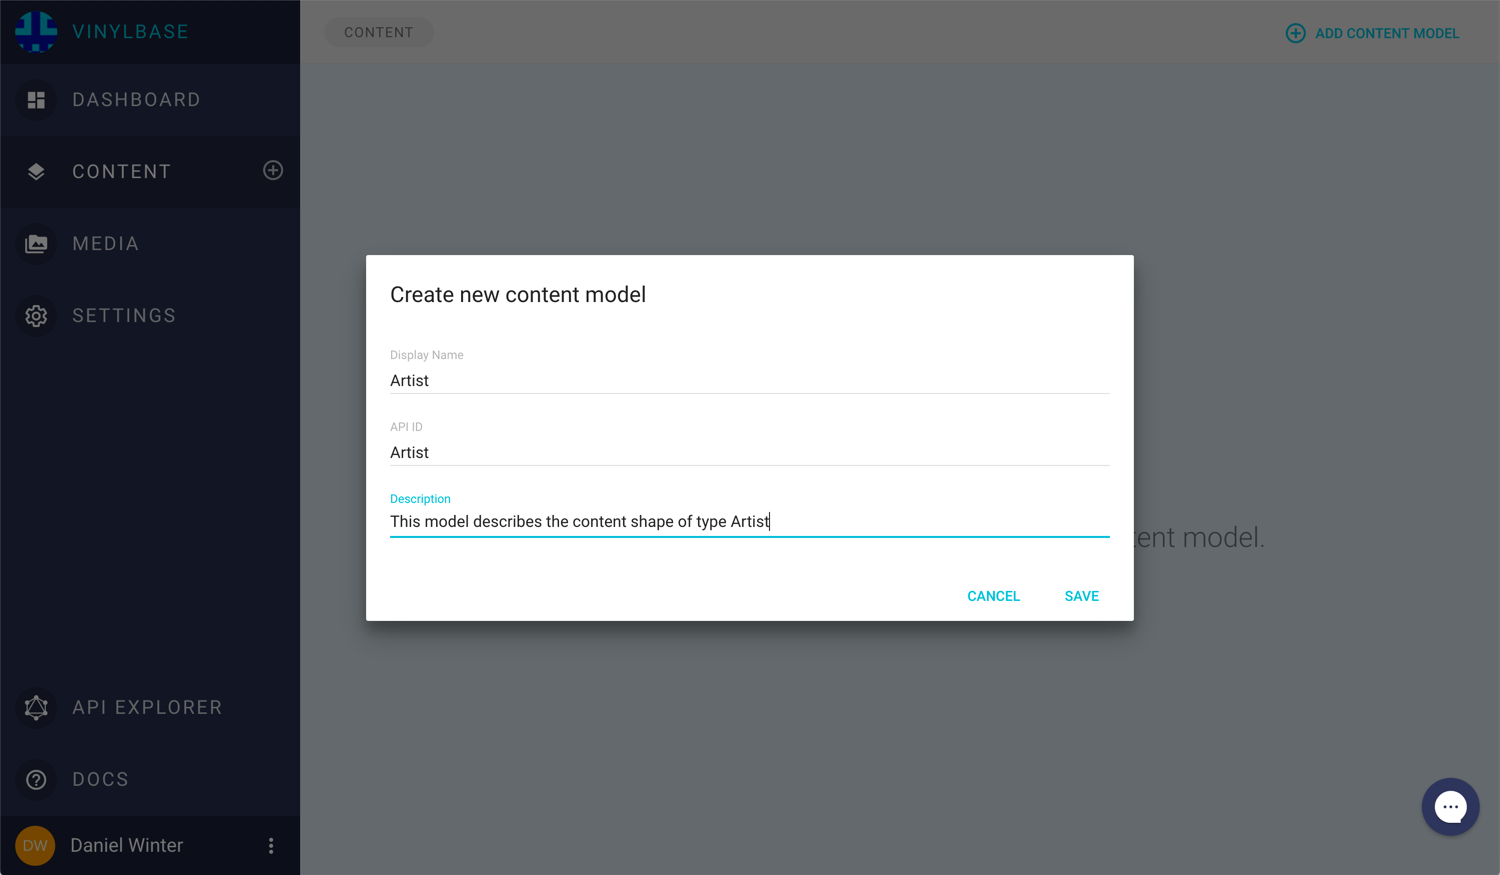 VINYLBASE
CONTENT
ADD CONTENT MODEL
DASHBOARD
CONTENT
MEDIA
SETTINGS
Create new content model
Display Name
Artist
API ID
Artist
Description
This model describes the content shape of type Artist
tent model.
CANCEL
SAVE
API EXPLORER
DOCS
DW
Daniel Winter